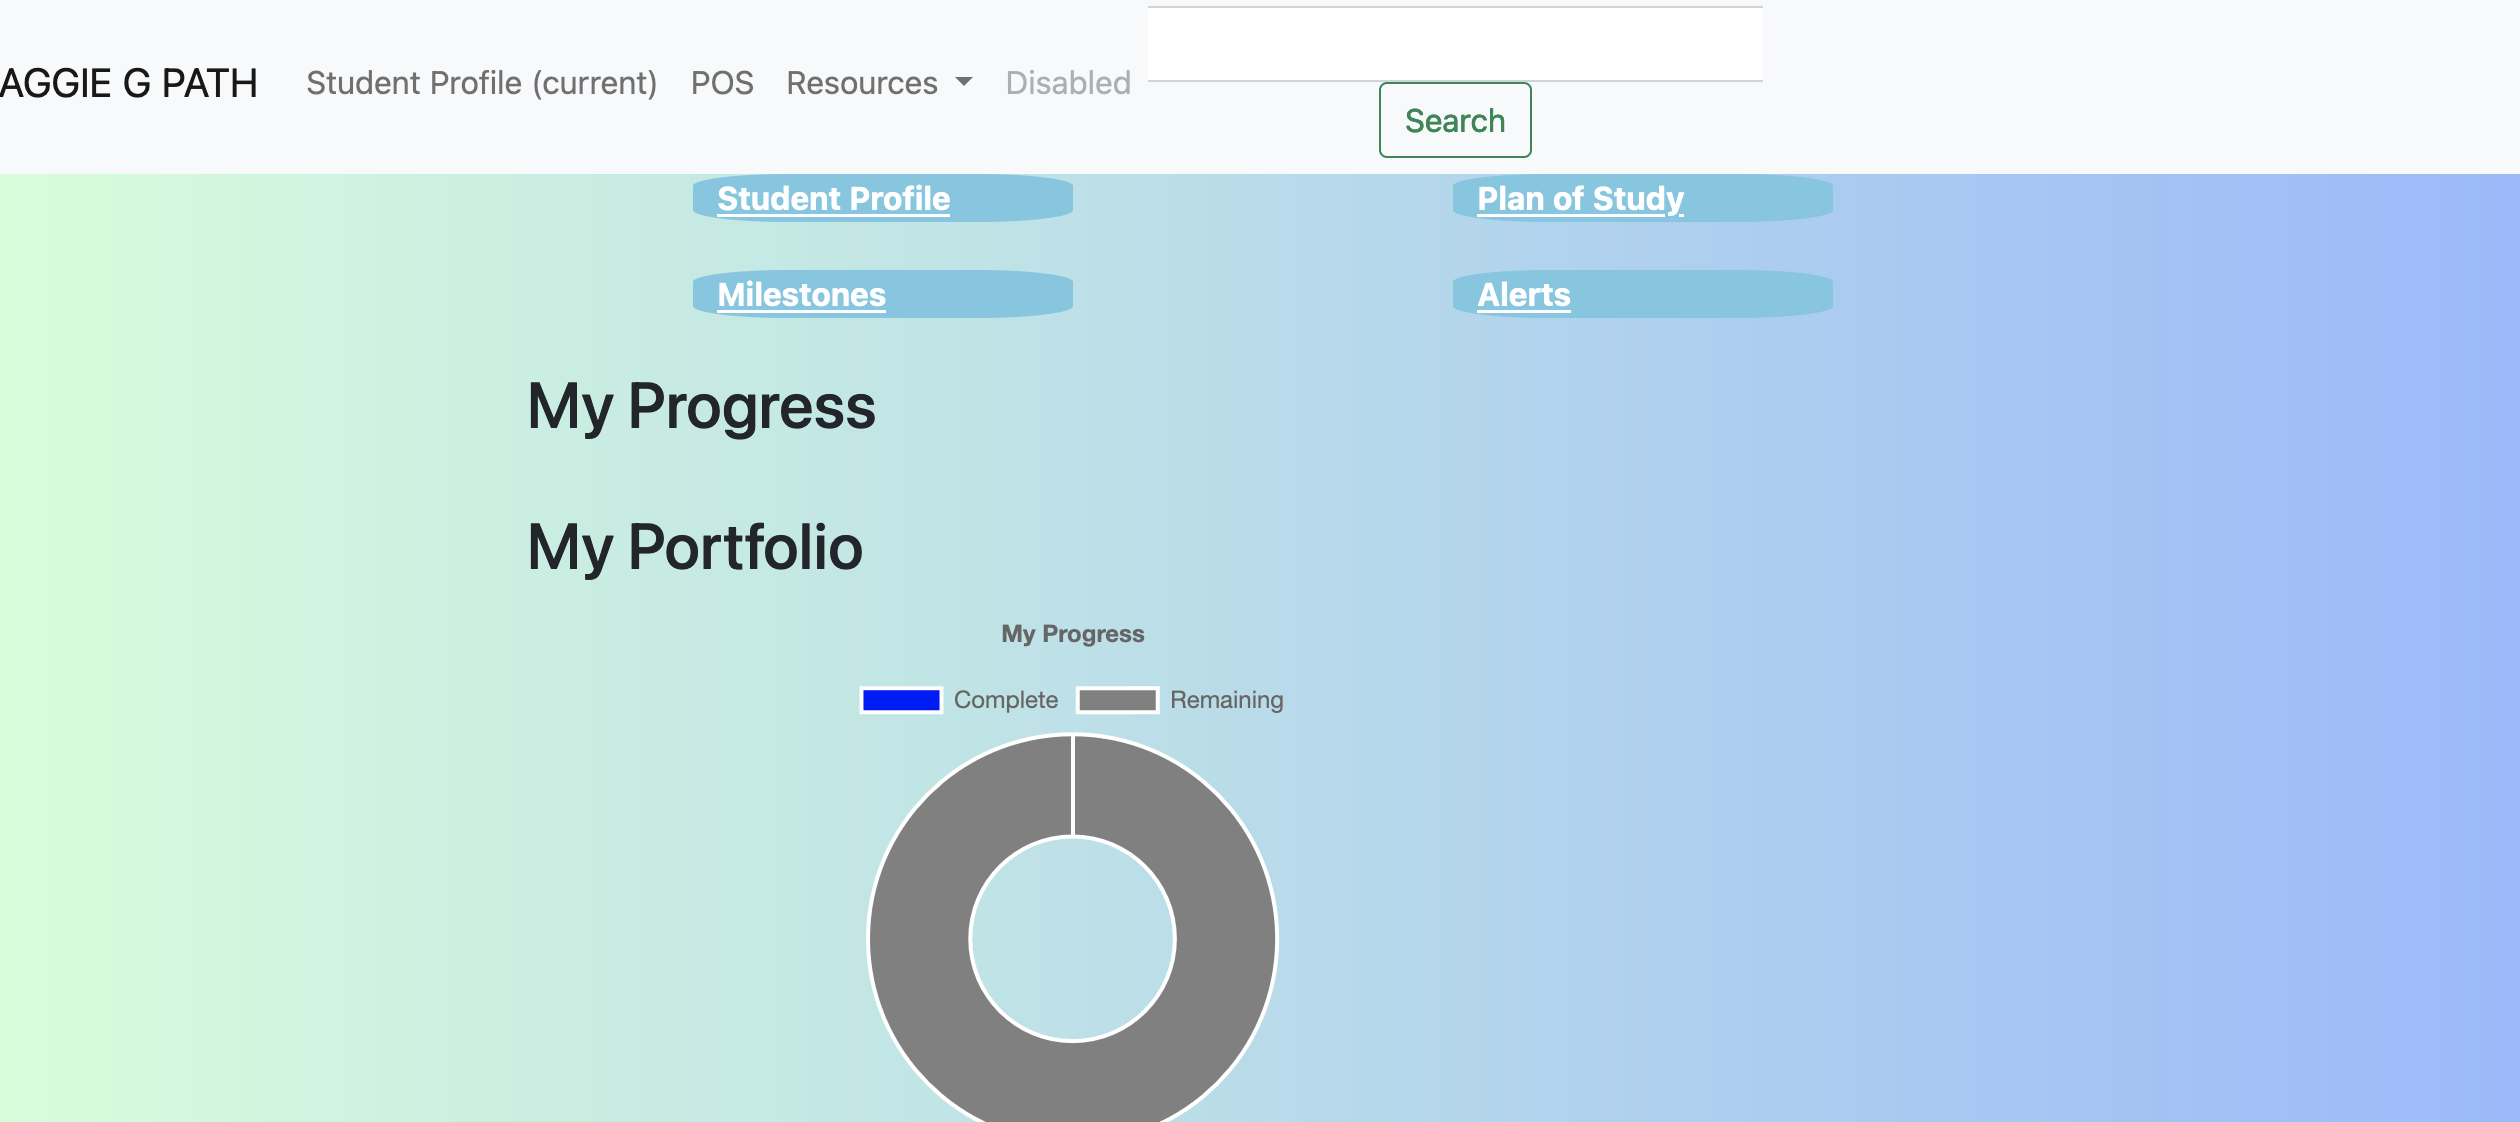 AGGIE G PATH Student Profile (current) POS Resources Disabled
Search
Student Profile Plan of Study
Milestones Alerts
My Progress
My Portfolio
My Progress
Complete Remaining